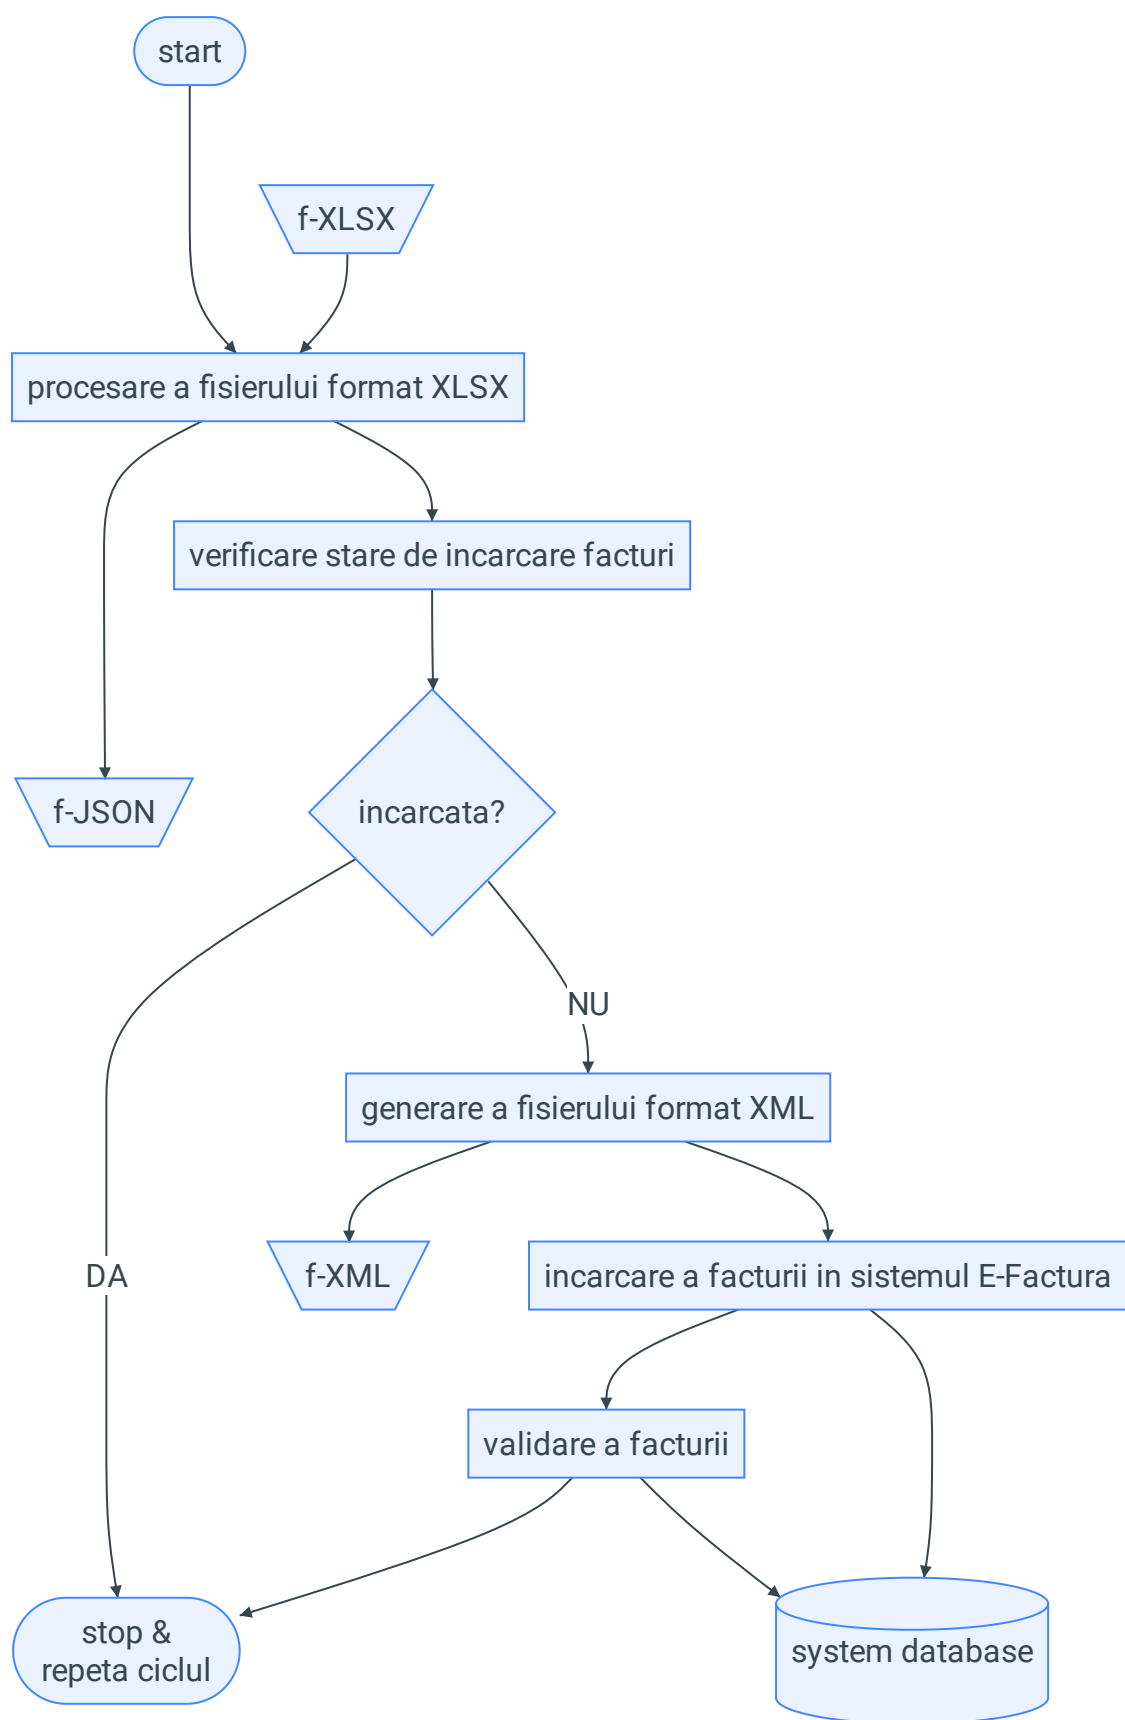 start
f-XLSX
procesare a fisierului format XLSX
verificare stare de incarcare facturi
f-JSON
incarcata?
NU
generare a fisierului format XML
DA
f-XML
incarcare a facturii in sistemul E-Factura
validare a facturii
stop &
repeta ciclul
system database